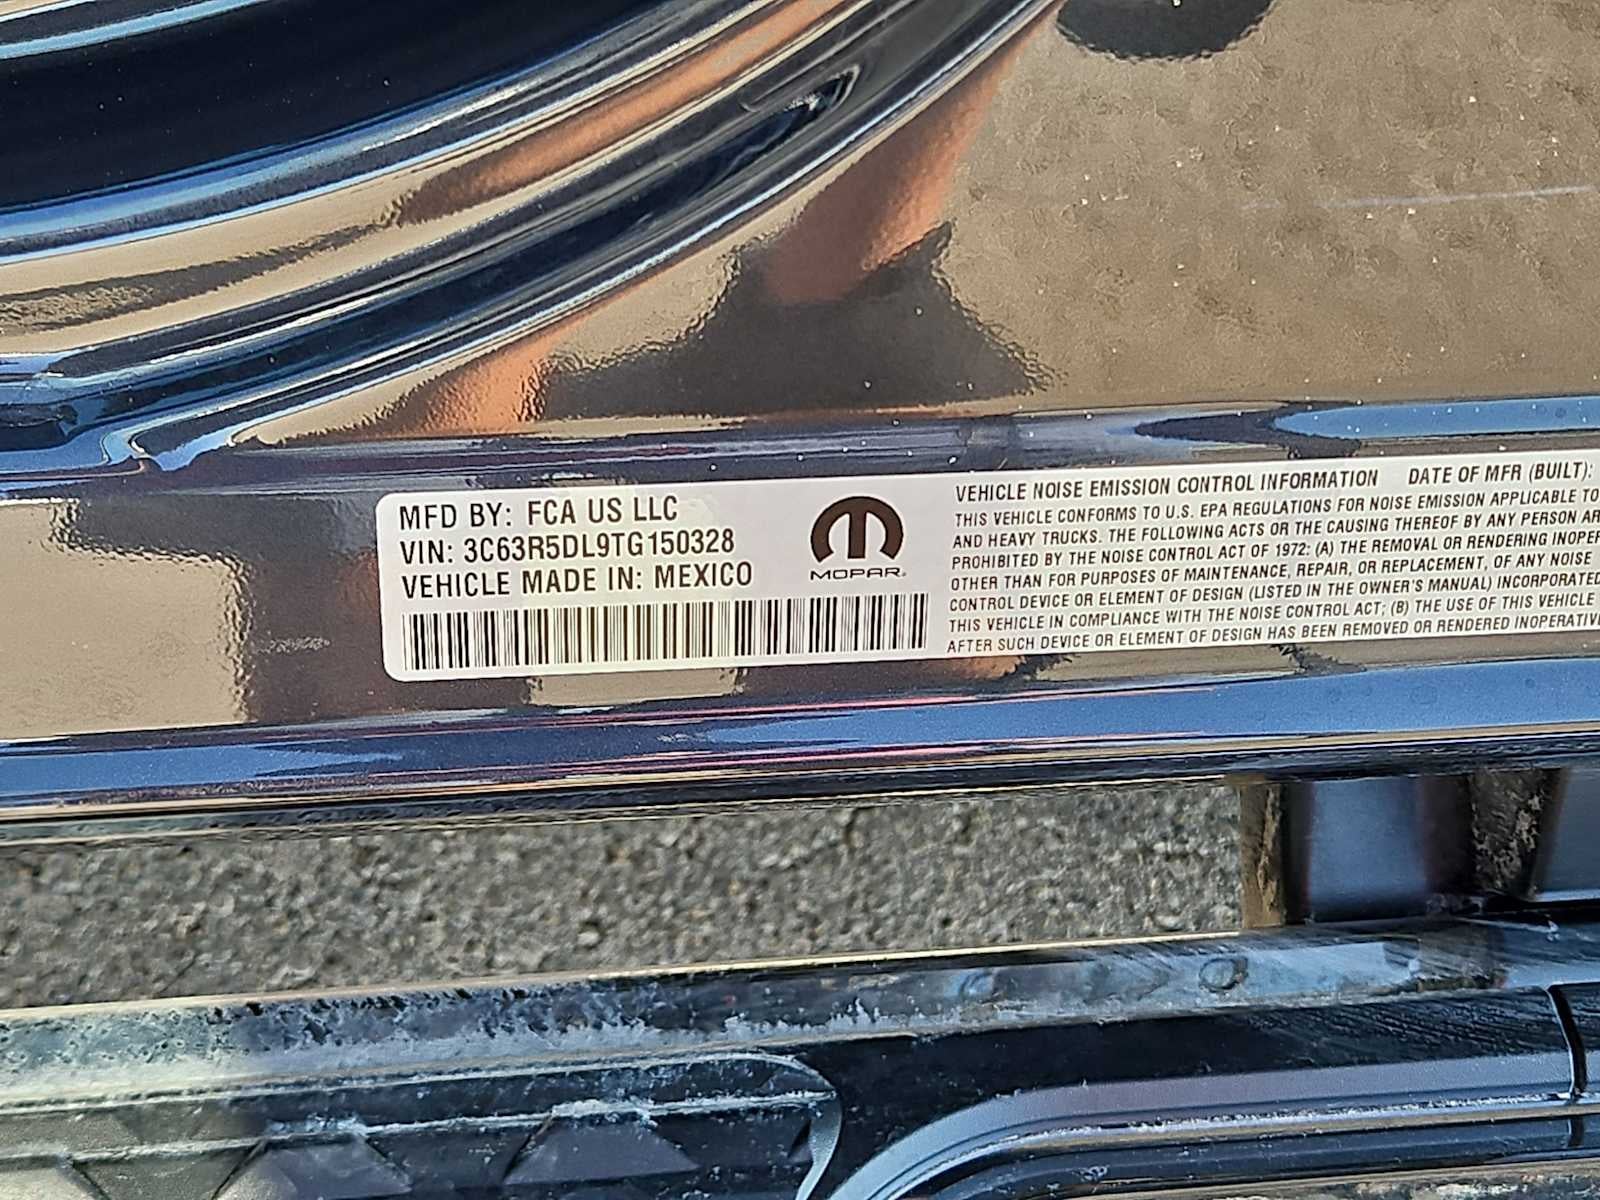 MFD BY: FCA US LLC
VIN: 3C63R5DL9TG150328
VEHICLE MADE IN: MEXICO
MOPAR
VEHICLE NOISE EMISSION CONTROL INFORMATION DATE OF MFR (BUILT):
THIS VEHICLE CONFORMS TO U.S. EPA REGULATIONS FOR NOISE EMISSION APPLICABLE TO
AND HEAVY TRUCKS. THE FOLLOWING ACTS OR THE CAUSING THEREOF BY ANY PERSON AR
PROHIBITED BY THE NOISE CONTROL ACT OF 1972: (A) THE REMOVAL OR RENDERING INOPER
OTHER THAN FOR PURPOSES OF MAINTENANCE, REPAIR, OR REPLACEMENT, OF ANY NOISE
CONTROL DEVICE OR ELEMENT OF DESIGN (LISTED IN THE OWNER'S MANUAL) INCORPORATED
THIS VEHICLE IN COMPLIANCE WITH THE NOISE CONTROL ACT; (B) THE USE OF THIS VEHICLE
AFTER SUCH DEVICE OR ELEMENT OF DESIGN HAS BEEN REMOVED OR RENDERED INOPERATIVE